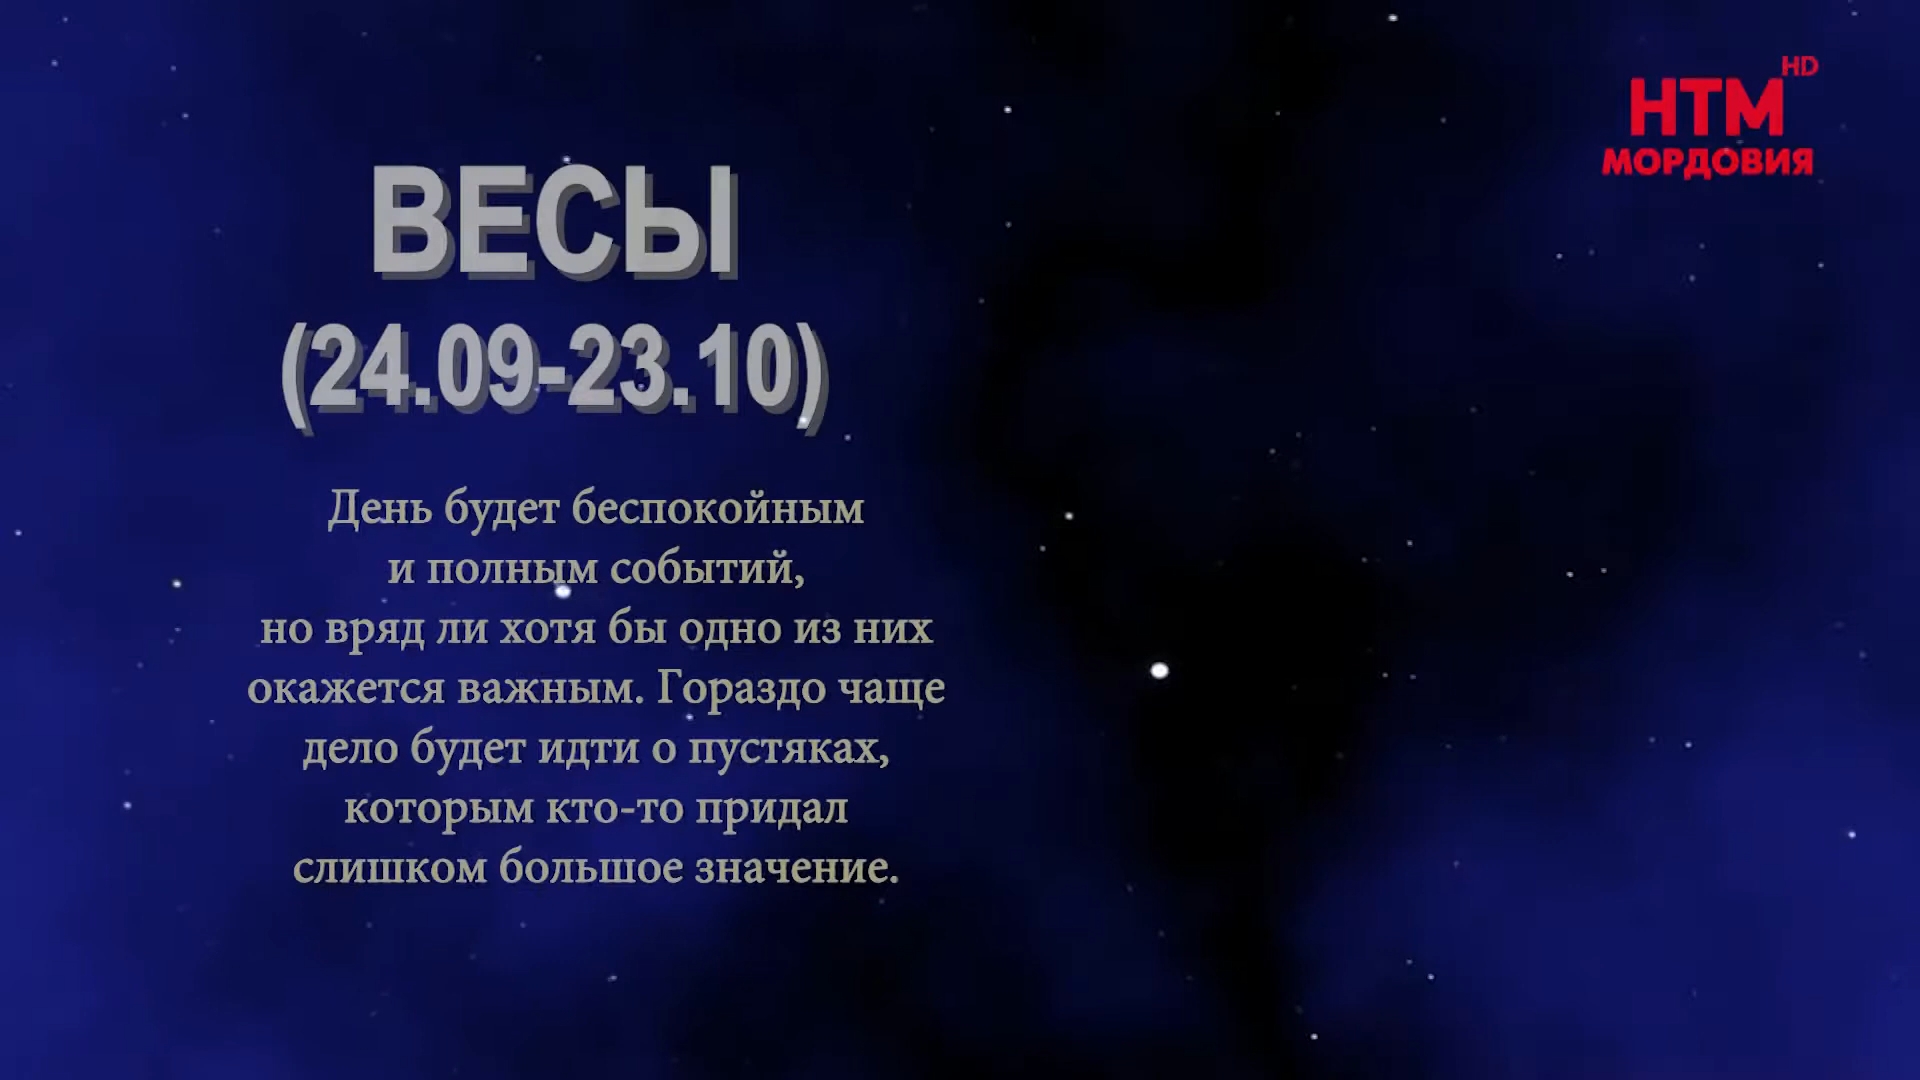 HD
НТМ
МОРДОВИЯ
ВЕСЫ
(24.09-23.10)
День будет беспокойным
и полным событий,
но вряд ли хотя бы одно из них
окажется важным. Гораздо чаще
дело будет идти о пустяках,
которым кто-то придал
слишком большое значение.